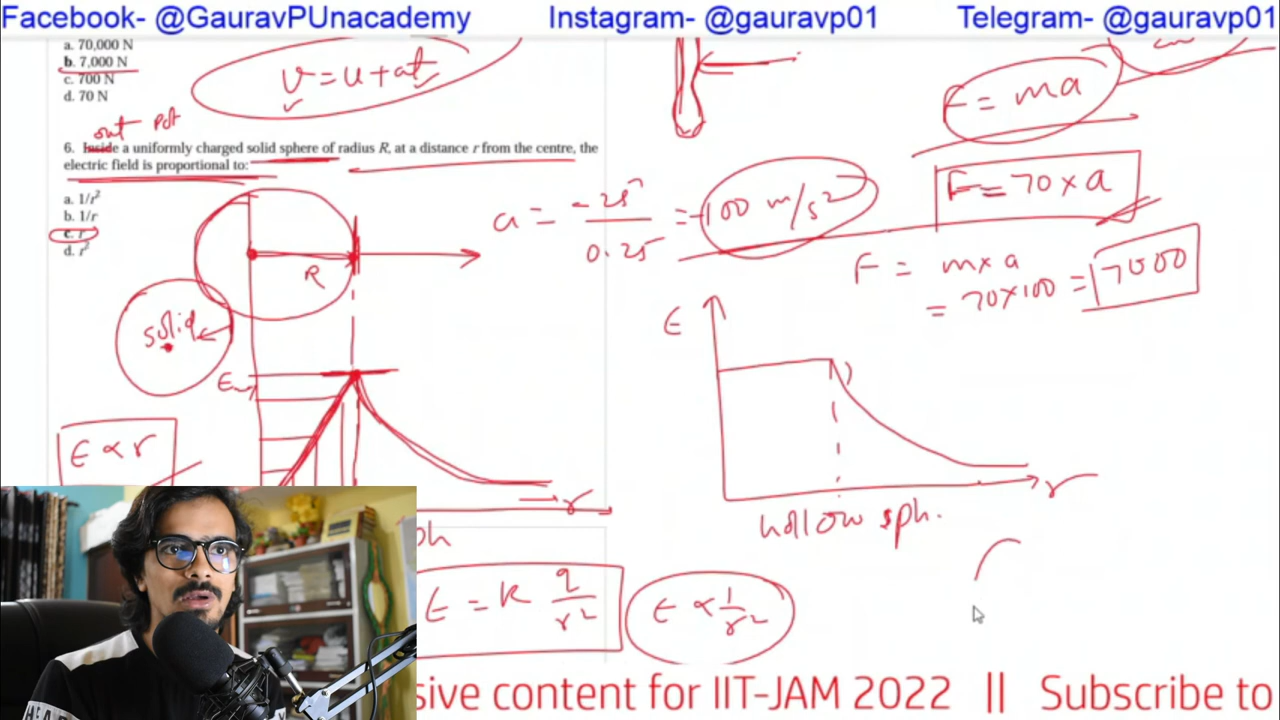 Facebook- @GauravPUnacademy Instagram- @gauravp01 Telegram- @gauravp01
a. 70,000 N
b. 7,000 N
c. 700 N
d. 70 N
v = u + at
F = ma
out
6. Inside a uniformly charged solid sphere of radius R, at a distance r from the centre, the
electric field is proportional to:
a. 1/r²
b. 1/r
c. r
d. r²
R
solid
E ∝ r
r
a = -25 / 0.25 = -100 m/s²
F = 70 × a
F = m × a
= 70×100 = 7000
E
r
hollow sph.
E = K q/r²
E ∝ 1/r²
sive content for IIT-JAM 2022 || Subscribe to